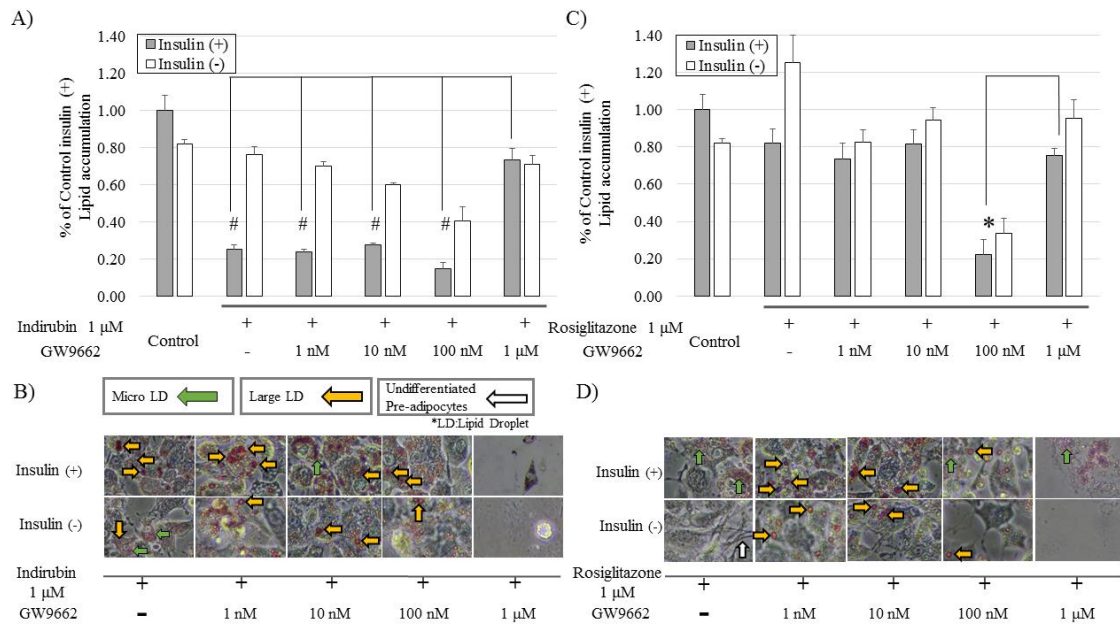 A)
1.40
1.20
1.00
0.80
0.60
0.40
0.20
0.00
% of Control insulin (+)
Lipid accumulation
Insulin (+)
Insulin (-)
# # # #
Indirubin 1 μM + + + + +
Control
GW9662 - 1 nM 10 nM 100 nM 1 μM
C)
1.40
1.20
1.00
0.80
0.60
0.40
0.20
0.00
% of Control insulin (+)
Lipid accumulation
Insulin (+)
Insulin (-)
*
Rosiglitazone 1 μM + + + + +
Control
GW9662 - 1 nM 10 nM 100 nM 1 μM
B)
Micro LD
Large LD
Undifferentiated
Pre-adipocytes
*LD:Lipid Droplet
Insulin (+)
Insulin (-)
Indirubin
1 μM + + + + +
GW9662 - 1 nM 10 nM 100 nM 1 μM
D)
Insulin (+)
Insulin (-)
Rosiglitazone
1 μM + + + + +
GW9662 - 1 nM 10 nM 100 nM 1 μM